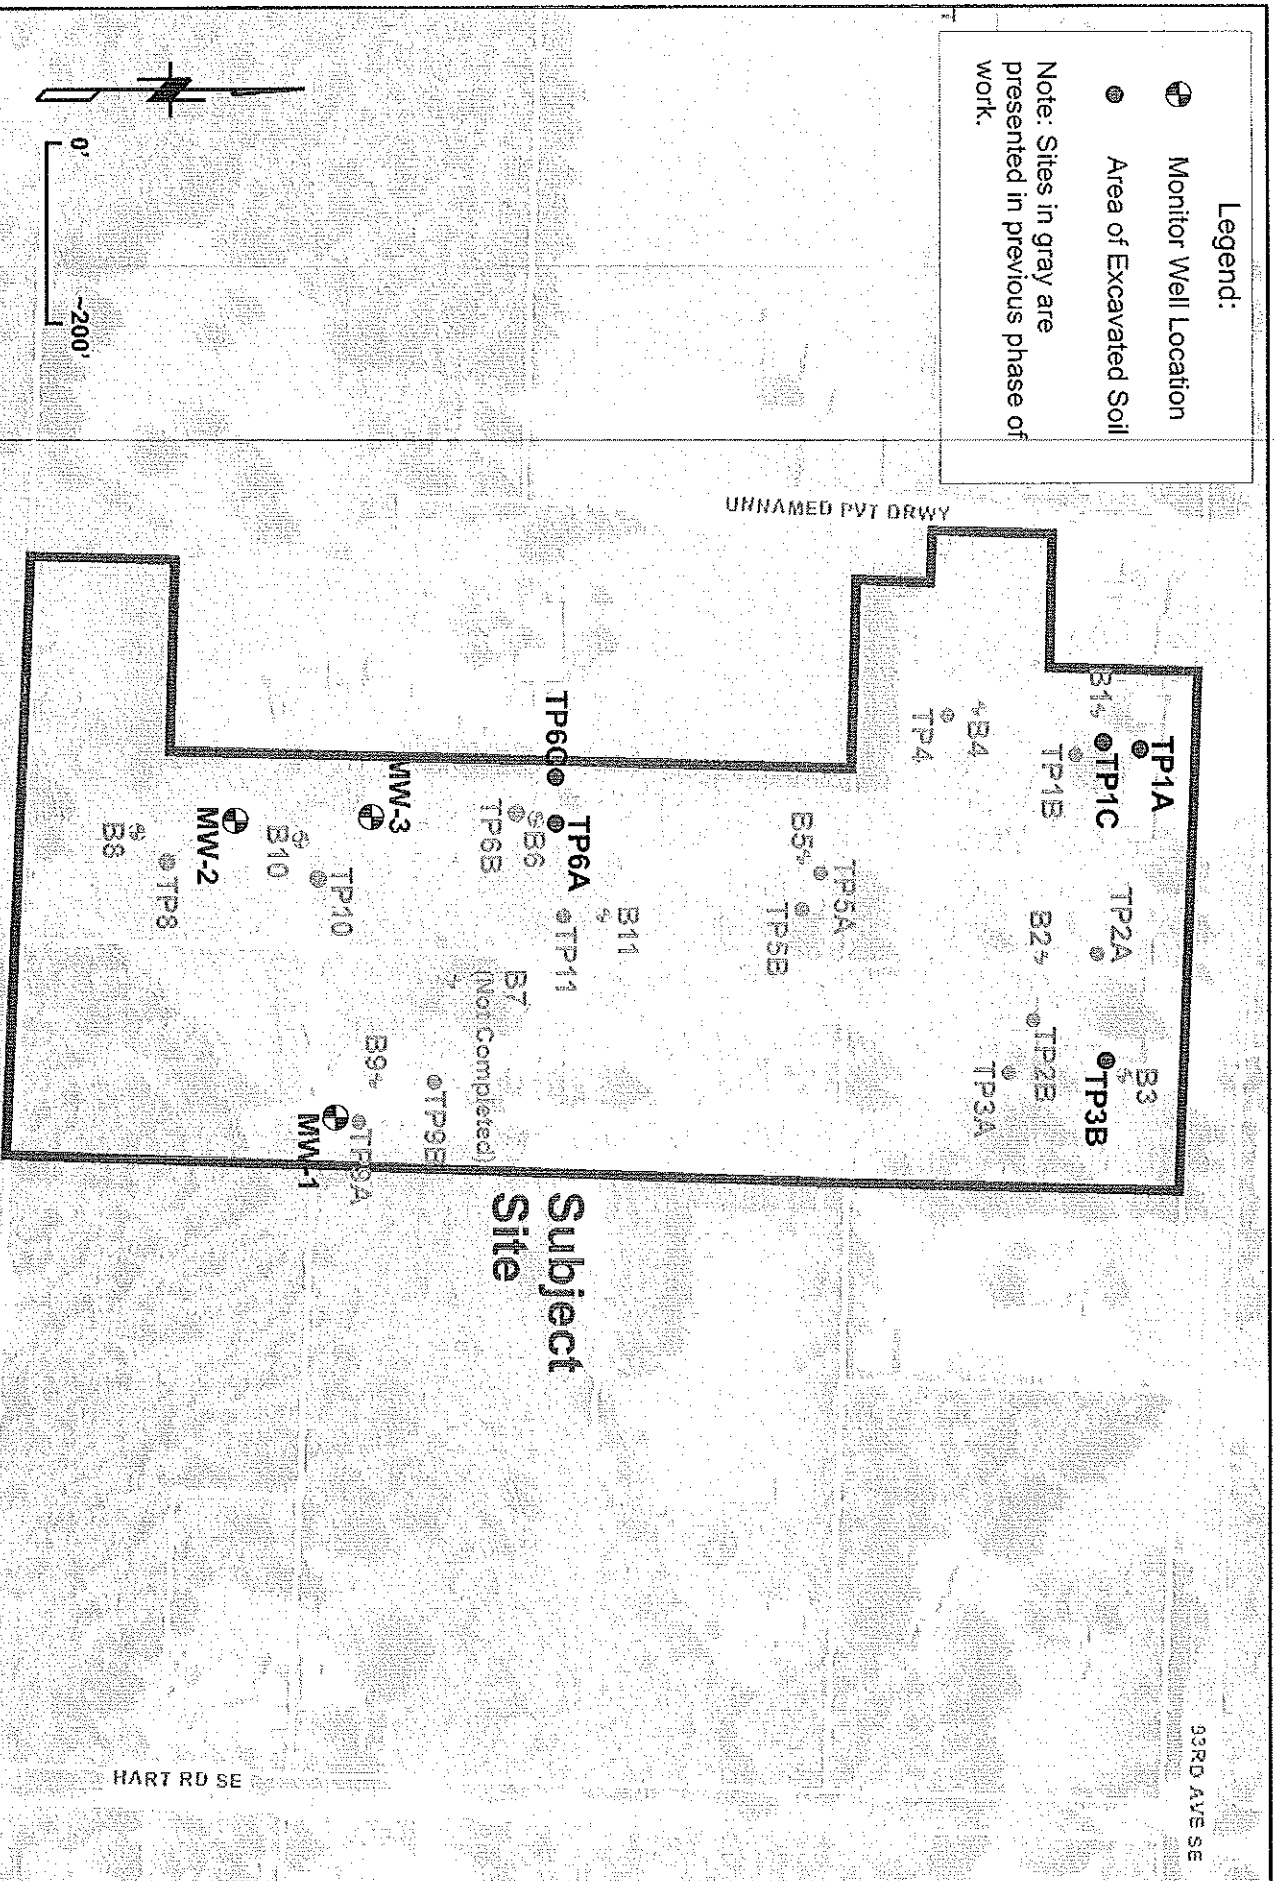 Legend:
Monitor Well Location
Area of Excavated Soil
Note: Sites in gray are
presented in previous phase of
work.
93RD AVE SE
UNNAMED PVT DRWY
HART RD SE
TP1A
TP1C
B1
TP1B
B4
TP4
TP2A
B2
TP2B
B3
TP3B
TP3A
TP5A
B5
TP5B
TP6C
TP6A
B6
TP6B
B11
TP11
B7
(Not Completed)
TP9B
B9
TP9A
MW-1
MW-3
TP10
B10
MW-2
TP8
B8
Subject
Site
0'
~200'